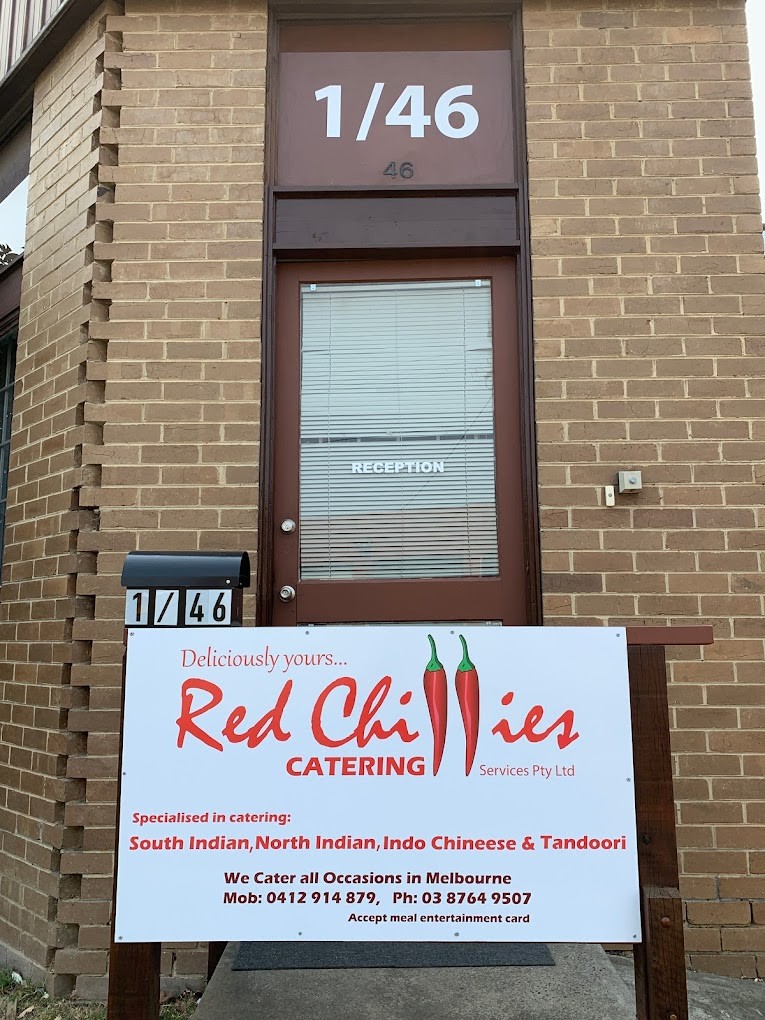 1/46
46
RECEPTION
1/46
Deliciously yours...
Red Chillies
CATERING Services Pty Ltd
Specialised in catering:
South Indian,North Indian,Indo Chineese & Tandoori
We Cater all Occasions in Melbourne
Mob: 0412 914 879, Ph: 03 8764 9507
Accept meal entertainment card